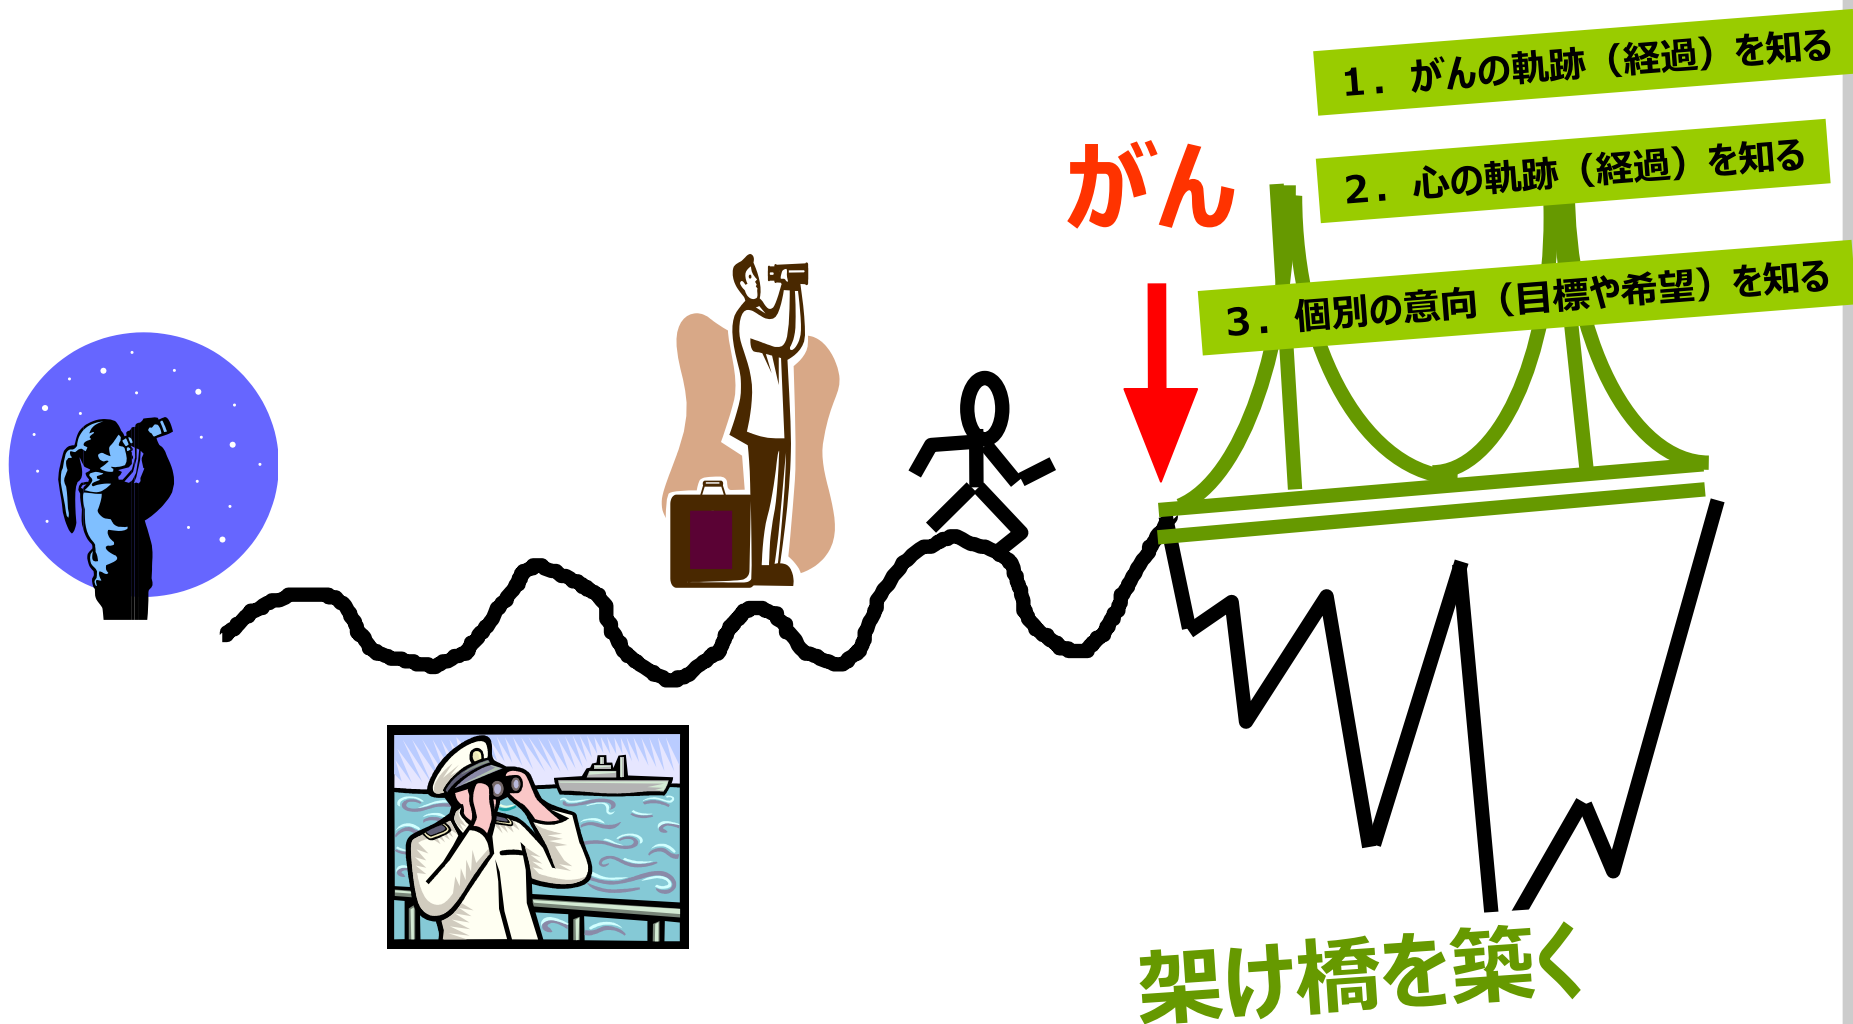 1．がんの軌跡（経過）を知る
がん
2．心の軌跡（経過）を知る
3．個別の意向（目標や希望）を知る
架け橋を築く